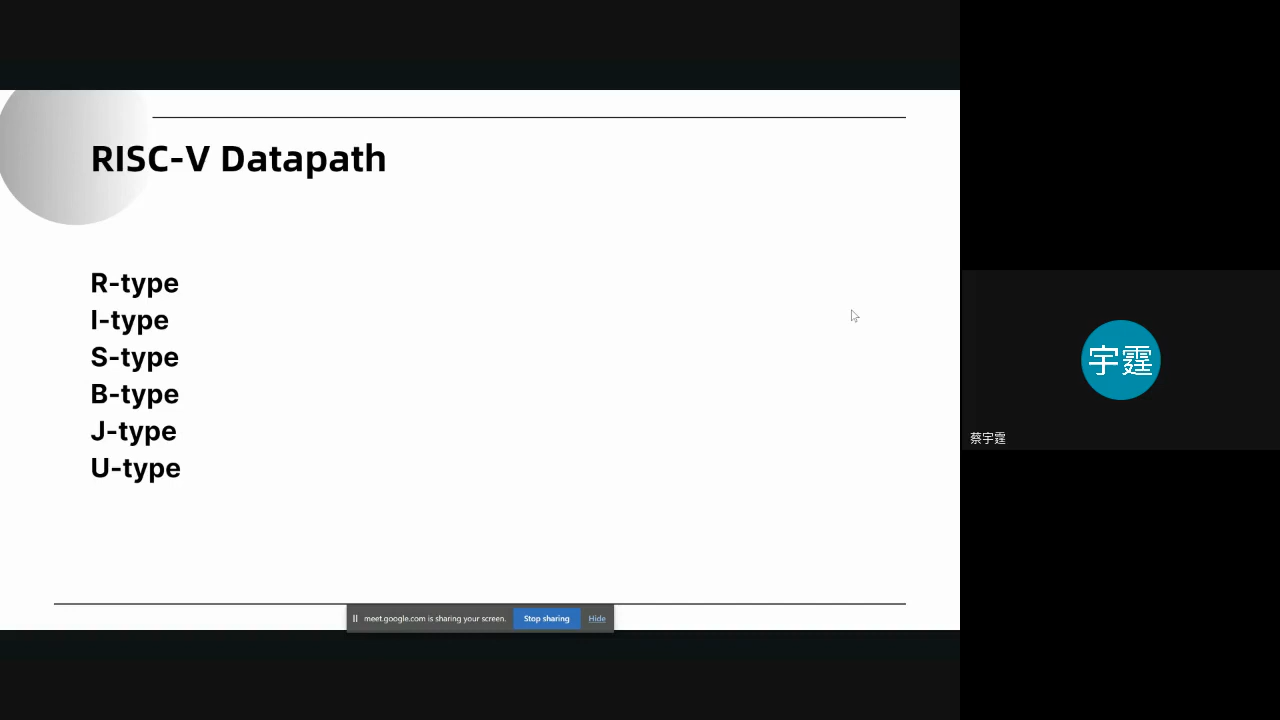 RISC-V Datapath
R-type
I-type
S-type
B-type
J-type
U-type
meet.google.com is sharing your screen. Stop sharing Hide
宇霆
蔡宇霆